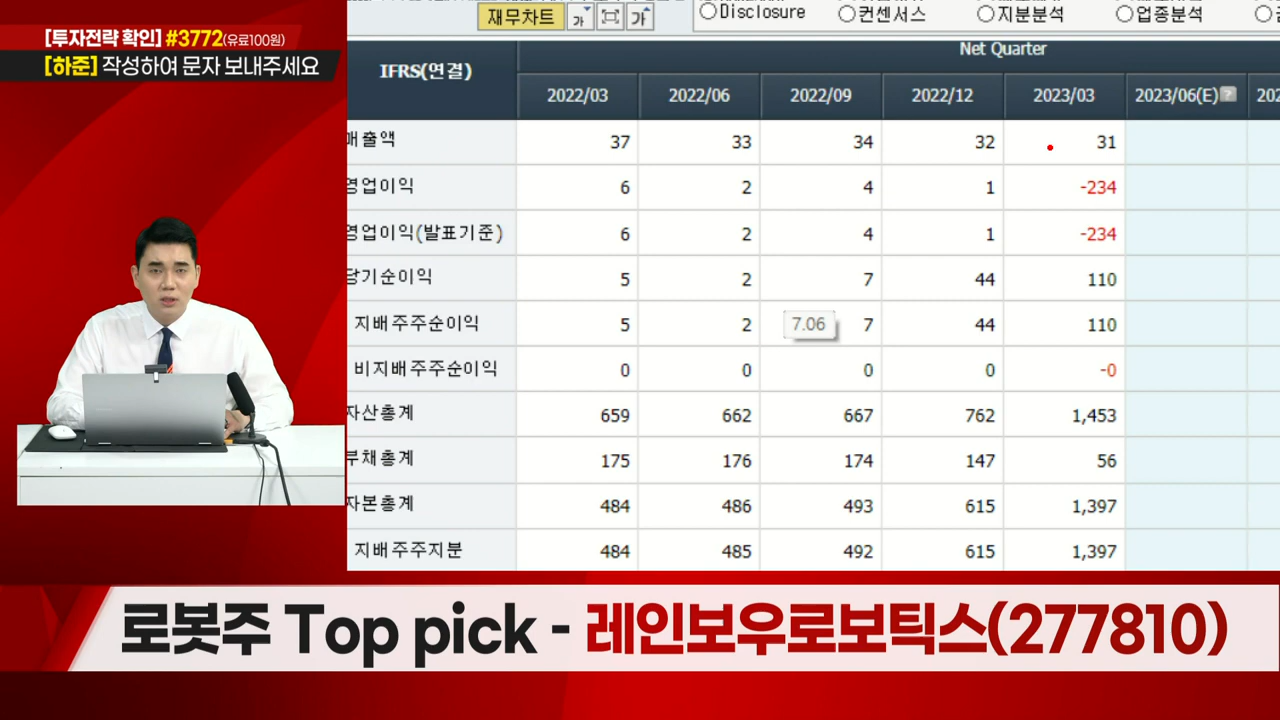 [투자전략 확인] #3772(유료100원)
[하준] 작성하여 문자 보내주세요
재무차트 가 가
Disclosure 컨센서스 지분분석 업종분석
IFRS(연결) Net Quarter
2022/03 2022/06 2022/09 2022/12 2023/03 2023/06(E) 202
매출액 37 33 34 32 31
영업이익 6 2 4 1 -234
영업이익(발표기준) 6 2 4 1 -234
당기순이익 5 2 7 44 110
지배주주순이익 5 2 7.06 7 44 110
비지배주주순이익 0 0 0 0 -0
자산총계 659 662 667 762 1,453
부채총계 175 176 174 147 56
자본총계 484 486 493 615 1,397
지배주주지분 484 485 492 615 1,397
로봇주 Top pick - 레인보우로보틱스(277810)